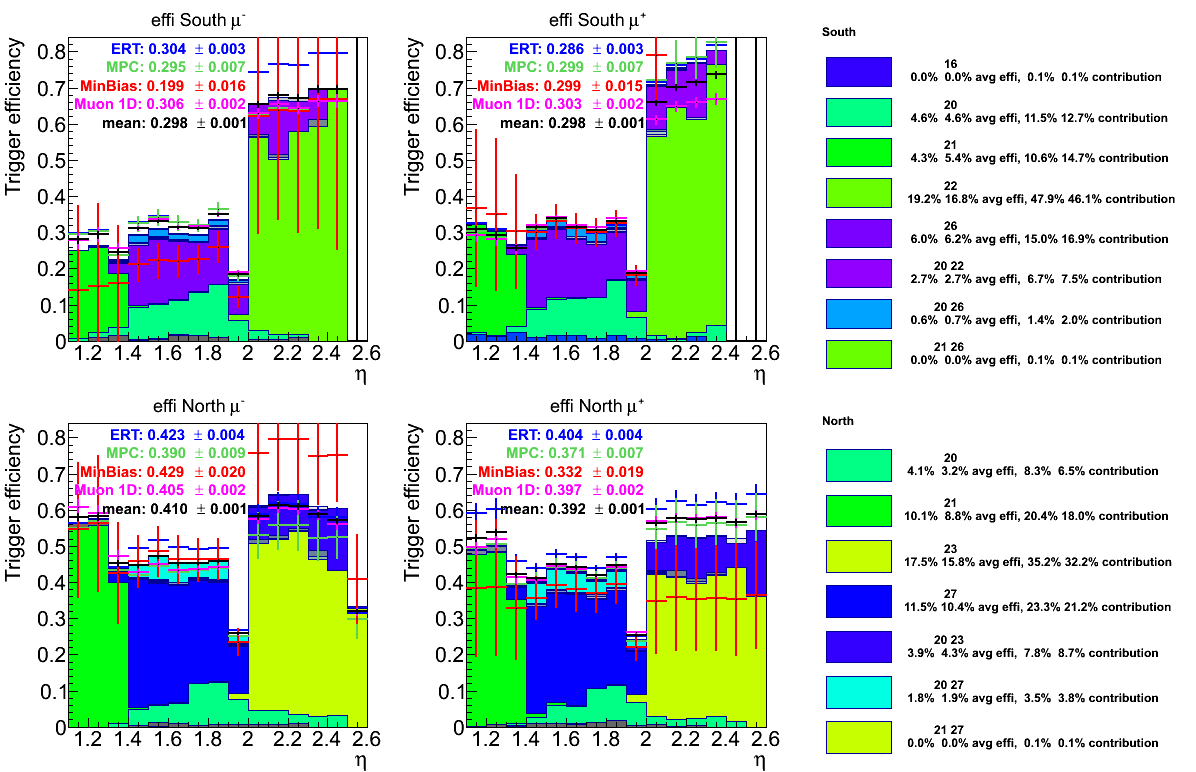 effi South μ⁻
ERT: 0.304 ± 0.003
MPC: 0.295 ± 0.007
MinBias: 0.199 ± 0.016
Muon 1D: 0.306 ± 0.002
mean: 0.298 ± 0.001
Trigger efficiency
0.8
0.7
0.6
0.5
0.4
0.3
0.2
0.1
0
1.2 1.4 1.6 1.8 2 2.2 2.4 2.6
η
effi South μ⁺
ERT: 0.286 ± 0.003
MPC: 0.299 ± 0.007
MinBias: 0.299 ± 0.015
Muon 1D: 0.303 ± 0.002
mean: 0.298 ± 0.001
Trigger efficiency
0.8
0.7
0.6
0.5
0.4
0.3
0.2
0.1
0
1.2 1.4 1.6 1.8 2 2.2 2.4 2.6
η
South
16
0.0% 0.0% avg effi, 0.1% 0.1% contribution
20
4.6% 4.6% avg effi, 11.5% 12.7% contribution
21
4.3% 5.4% avg effi, 10.6% 14.7% contribution
22
19.2% 16.8% avg effi, 47.9% 46.1% contribution
26
6.0% 6.2% avg effi, 15.0% 16.9% contribution
20 22
2.7% 2.7% avg effi, 6.7% 7.5% contribution
20 26
0.6% 0.7% avg effi, 1.4% 2.0% contribution
21 26
0.0% 0.0% avg effi, 0.1% 0.1% contribution
effi North μ⁻
ERT: 0.423 ± 0.004
MPC: 0.390 ± 0.009
MinBias: 0.429 ± 0.020
Muon 1D: 0.405 ± 0.002
mean: 0.410 ± 0.001
Trigger efficiency
0.8
0.7
0.6
0.5
0.4
0.3
0.2
0.1
0
1.2 1.4 1.6 1.8 2 2.2 2.4 2.6
η
effi North μ⁺
ERT: 0.404 ± 0.004
MPC: 0.371 ± 0.007
MinBias: 0.332 ± 0.019
Muon 1D: 0.397 ± 0.002
mean: 0.392 ± 0.001
Trigger efficiency
0.8
0.7
0.6
0.5
0.4
0.3
0.2
0.1
0
1.2 1.4 1.6 1.8 2 2.2 2.4 2.6
η
North
20
4.1% 3.2% avg effi, 8.3% 6.5% contribution
21
10.1% 8.8% avg effi, 20.4% 18.0% contribution
23
17.5% 15.8% avg effi, 35.2% 32.2% contribution
27
11.5% 10.4% avg effi, 23.3% 21.2% contribution
20 23
3.9% 4.3% avg effi, 7.8% 8.7% contribution
20 27
1.8% 1.9% avg effi, 3.5% 3.8% contribution
21 27
0.0% 0.0% avg effi, 0.1% 0.1% contribution